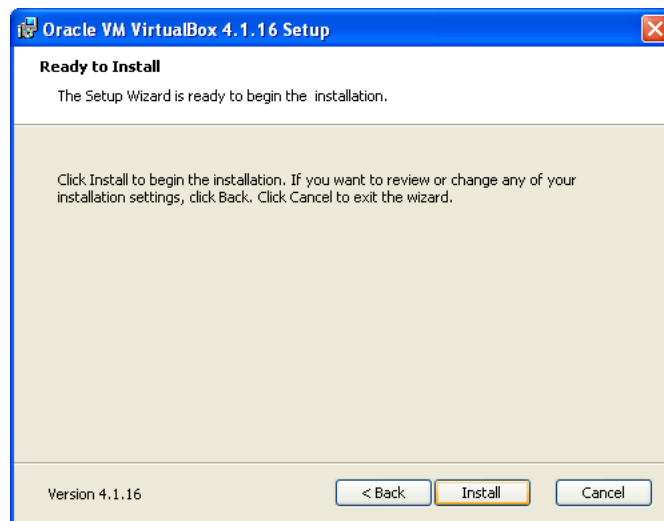 Oracle VM VirtualBox 4.1.16 Setup
Ready to Install
The Setup Wizard is ready to begin the  installation.
Click Install to begin the installation. If you want to review or change any of your
installation settings, click Back. Click Cancel to exit the wizard.
Version 4.1.16
< Back
Install
Cancel